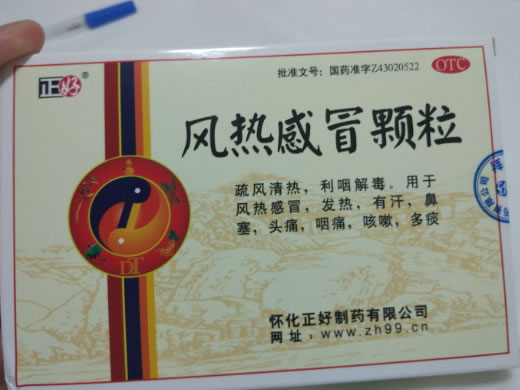 批准文号：国药准字Z43020522
OTC
正好®
风热感冒颗粒
疏风清热，利咽解毒。用于
风热感冒，发热，有汗，鼻
塞，头痛，咽痛，咳嗽，多痰
怀化正好制药有限公司
网址：www.zh99.cn